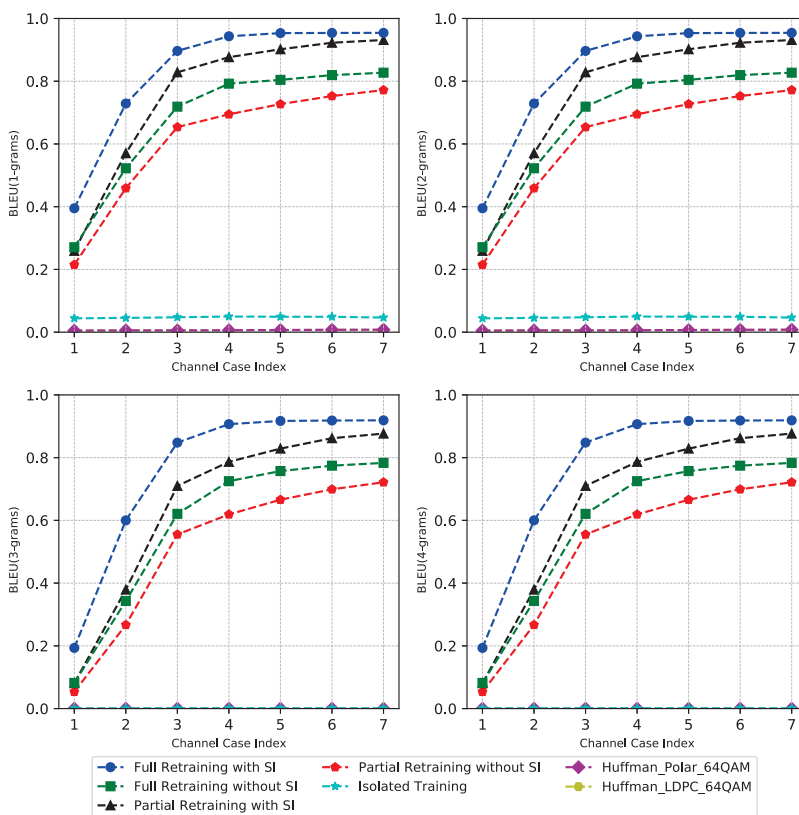 1.0
0.8
0.6
0.4
0.2
0.0
BLEU(1-grams)
1 2 3 4 5 6 7
Channel Case Index
1.0
0.8
0.6
0.4
0.2
0.0
BLEU(2-grams)
1 2 3 4 5 6 7
Channel Case Index
1.0
0.8
0.6
0.4
0.2
0.0
BLEU(3-grams)
1 2 3 4 5 6 7
Channel Case Index
1.0
0.8
0.6
0.4
0.2
0.0
BLEU(4-grams)
1 2 3 4 5 6 7
Channel Case Index
Full Retraining with SI
Full Retraining without SI
Partial Retraining with SI
Partial Retraining without SI
Isolated Training
Huffman_Polar_64QAM
Huffman_LDPC_64QAM